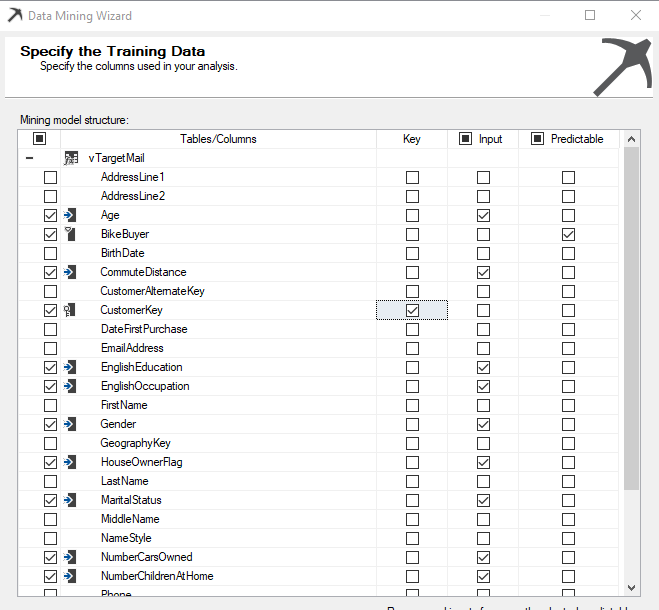 Data Mining Wizard
Specify the Training Data
Specify the columns used in your analysis.
Mining model structure:
Tables/Columns Key Input Predictable
vTargetMail
AddressLine1
AddressLine2
Age
BikeBuyer
BirthDate
CommuteDistance
CustomerAlternateKey
CustomerKey
DateFirstPurchase
EmailAddress
EnglishEducation
EnglishOccupation
FirstName
Gender
GeographyKey
HouseOwnerFlag
LastName
MaritalStatus
MiddleName
NameStyle
NumberCarsOwned
NumberChildrenAtHome
Phone